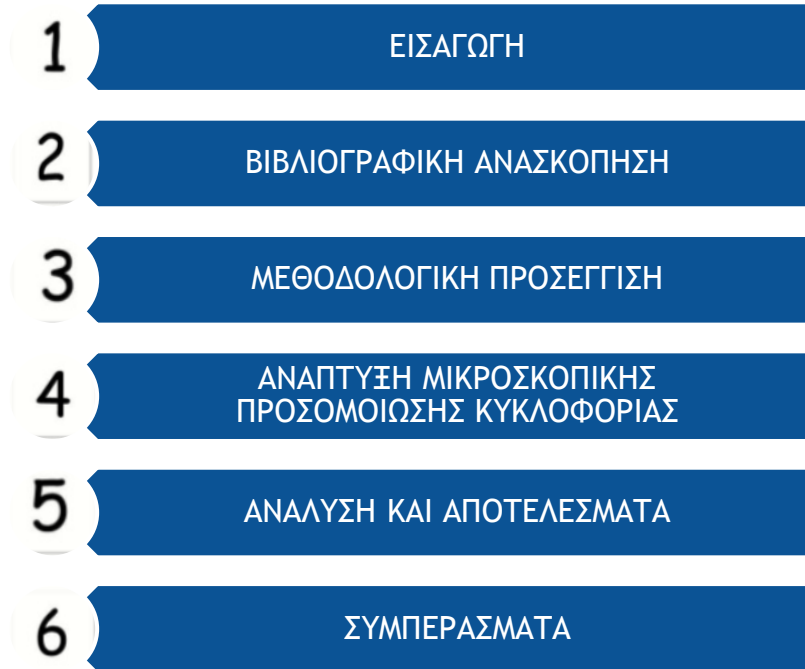 1 ΕΙΣΑΓΩΓΗ
2 ΒΙΒΛΙΟΓΡΑΦΙΚΗ ΑΝΑΣΚΟΠΗΣΗ
3 ΜΕΘΟΔΟΛΟΓΙΚΗ ΠΡΟΣΕΓΓΙΣΗ
4 ΑΝΑΠΤΥΞΗ ΜΙΚΡΟΣΚΟΠΙΚΗΣ
ΠΡΟΣΟΜΟΙΩΣΗΣ ΚΥΚΛΟΦΟΡΙΑΣ
5 ΑΝΑΛΥΣΗ ΚΑΙ ΑΠΟΤΕΛΕΣΜΑΤΑ
6 ΣΥΜΠΕΡΑΣΜΑΤΑ